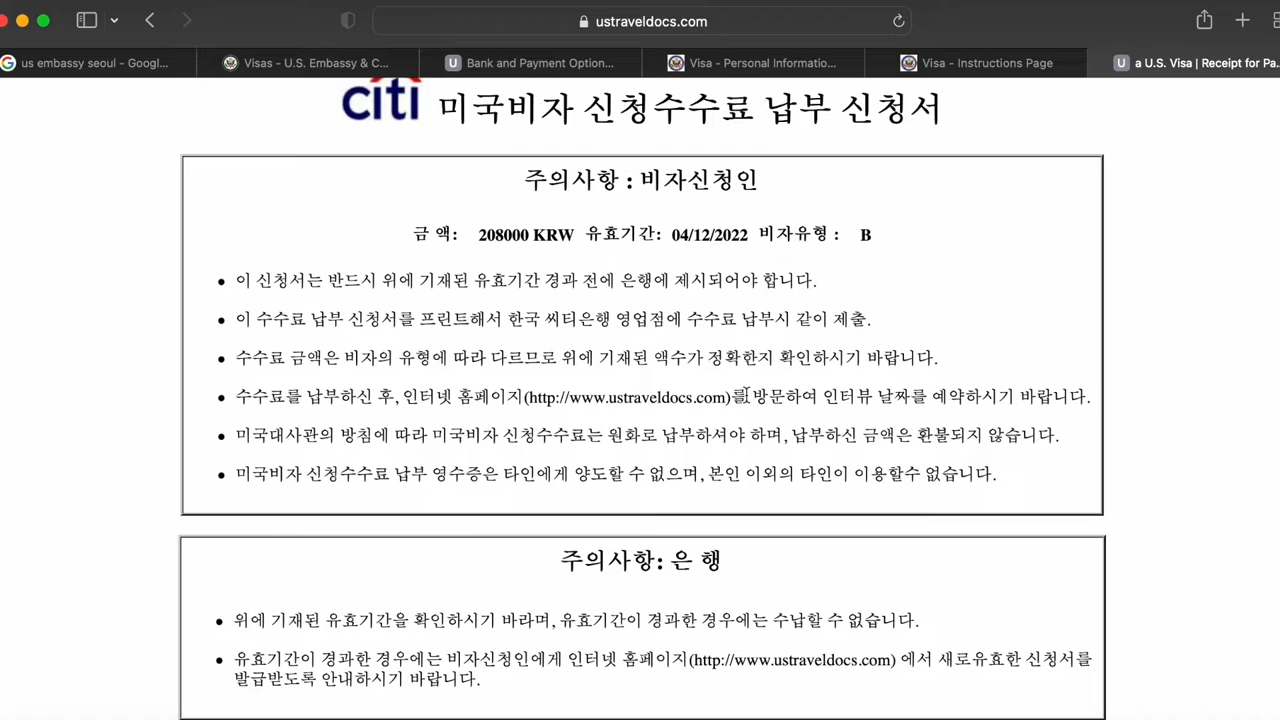 ustraveldocs.com
us embassy seoul - Googl...
Visas - U.S. Embassy & C...
Bank and Payment Option...
Visa - Personal Informatio...
Visa - Instructions Page
a U.S. Visa | Receipt for Pa...
citi 미국비자 신청수수료 납부 신청서
주의사항 : 비자신청인
금 액: 208000 KRW 유효기간: 04/12/2022 비자유형 : B
• 이 신청서는 반드시 위에 기재된 유효기간 경과 전에 은행에 제시되어야 합니다.
• 이 수수료 납부 신청서를 프린트해서 한국 씨티은행 영업점에 수수료 납부시 같이 제출.
• 수수료 금액은 비자의 유형에 따라 다르므로 위에 기재된 액수가 정확한지 확인하시기 바랍니다.
• 수수료를 납부하신 후, 인터넷 홈페이지(http://www.ustraveldocs.com)를 방문하여 인터뷰 날짜를 예약하시기 바랍니다.
• 미국대사관의 방침에 따라 미국비자 신청수수료는 원화로 납부하셔야 하며, 납부하신 금액은 환불되지 않습니다.
• 미국비자 신청수수료 납부 영수증은 타인에게 양도할 수 없으며, 본인 이외의 타인이 이용할수 없습니다.
주의사항: 은 행
• 위에 기재된 유효기간을 확인하시기 바라며, 유효기간이 경과한 경우에는 수납할 수 없습니다.
• 유효기간이 경과한 경우에는 비자신청인에게 인터넷 홈페이지(http://www.ustraveldocs.com) 에서 새로유효한 신청서를
발급받도록 안내하시기 바랍니다.